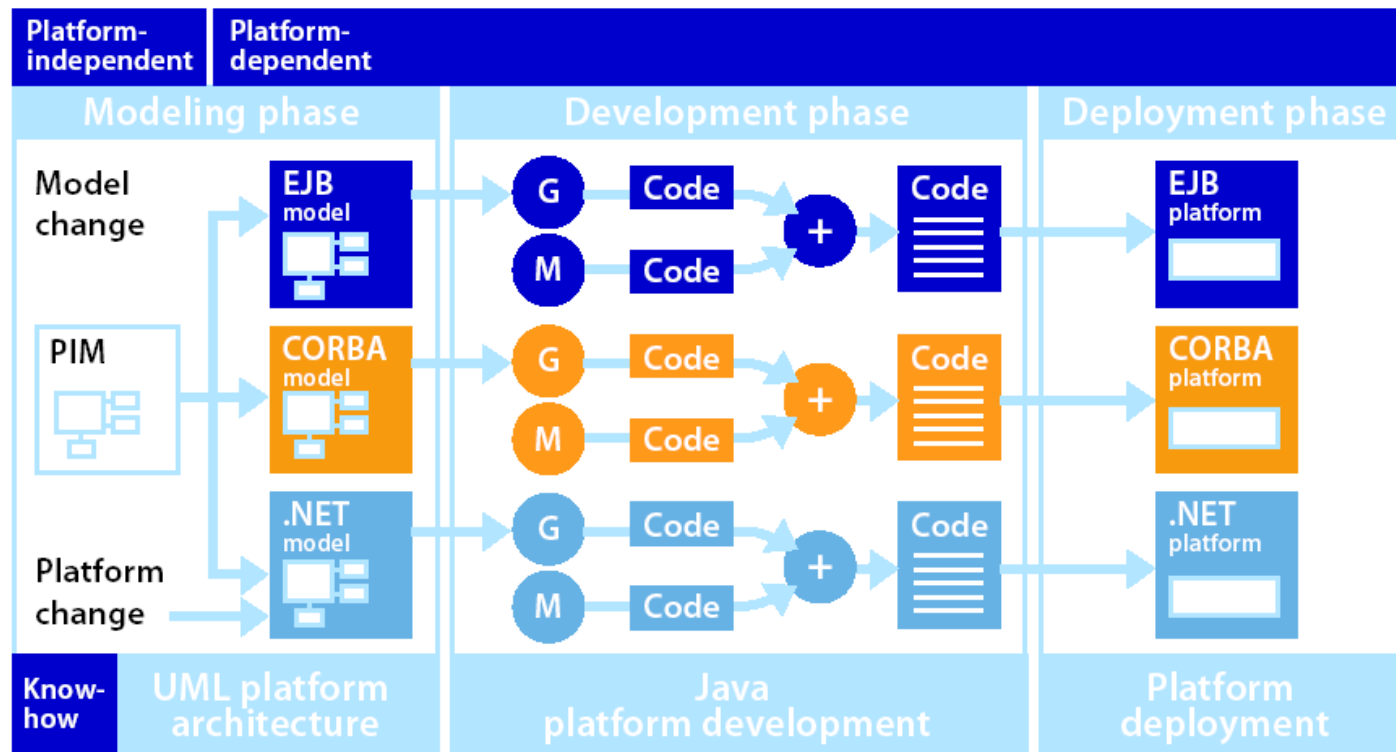 Platform-
independent
Platform-
dependent
Modeling phase
Development phase
Deployment phase
Model
change
EJB
model
G
Code
M
Code
+
Code
EJB
platform
PIM
CORBA
model
G
Code
M
Code
+
Code
CORBA
platform
Platform
change
.NET
model
G
Code
M
Code
+
Code
.NET
platform
Know-
how
UML platform
architecture
Java
platform development
Platform
deployment